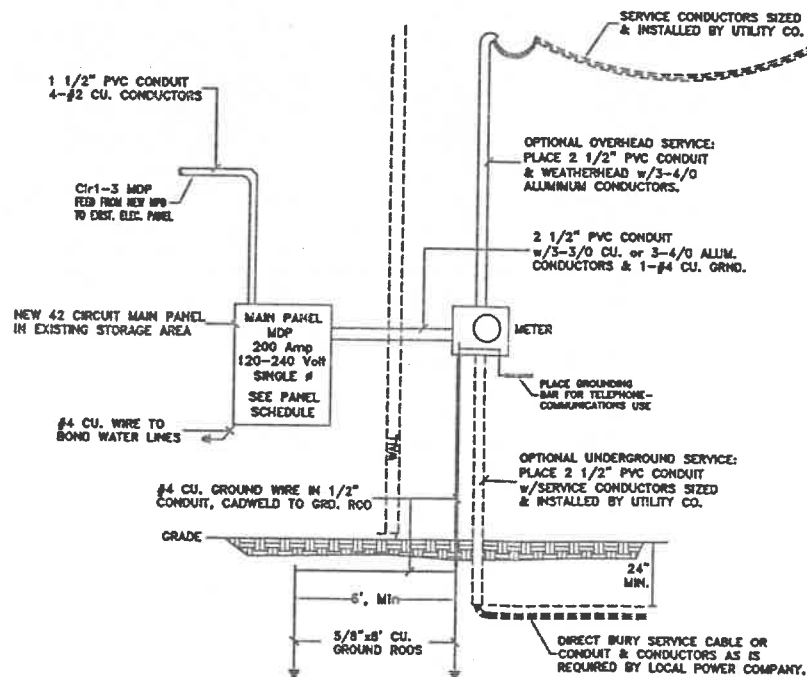 SERVICE CONDUCTORS SIZED
& INSTALLED BY UTILITY CO.
1 1/2" PVC CONDUIT
4-#2 CU. CONDUCTORS
OPTIONAL OVERHEAD SERVICE:
PLACE 2 1/2" PVC CONDUIT
& WEATHERHEAD w/3-4/0
ALUMIMUM CONDUCTORS.
Cir1-3 MDP
FEED FROM NEW MPB
TO EXIST. ELEC. PANEL
2 1/2" PVC CONDUIT
w/3-3/0 CU. or 3-4/0 ALUM.
CONDUCTORS & 1-#4 CU. GRND.
NEW 42 CIRCUIT MAIN PANEL
IN EXISTING STORAGE AREA
MAIN PANEL
MDP
200 Amp
120-240 Volt
SINGLE ø
SEE PANEL
SCHEDULE
METER
PLACE GROUNDING
BAR FOR TELEPHONE-
COMMUNICATIONS USE
#4 CU. WIRE TO
BOND WATER LINES
WALL
OPTIONAL UNDERGROUND SERVICE:
PLACE 2 1/2" PVC CONDUIT
w/SERVICE CONDUCTORS SIZED
& INSTALLED BY UTILITY CO.
#4 CU. GROUND WIRE IN 1/2"
CONDUIT, CADWELD TO GRD. ROD
GRADE
24"
MIN.
6', Min
5/8"x8' CU.
GROUND RODS
DIRECT BURY SERVICE CABLE OR
CONDUIT & CONDUCTORS AS IS
REQUIRED BY LOCAL POWER COMPANY.